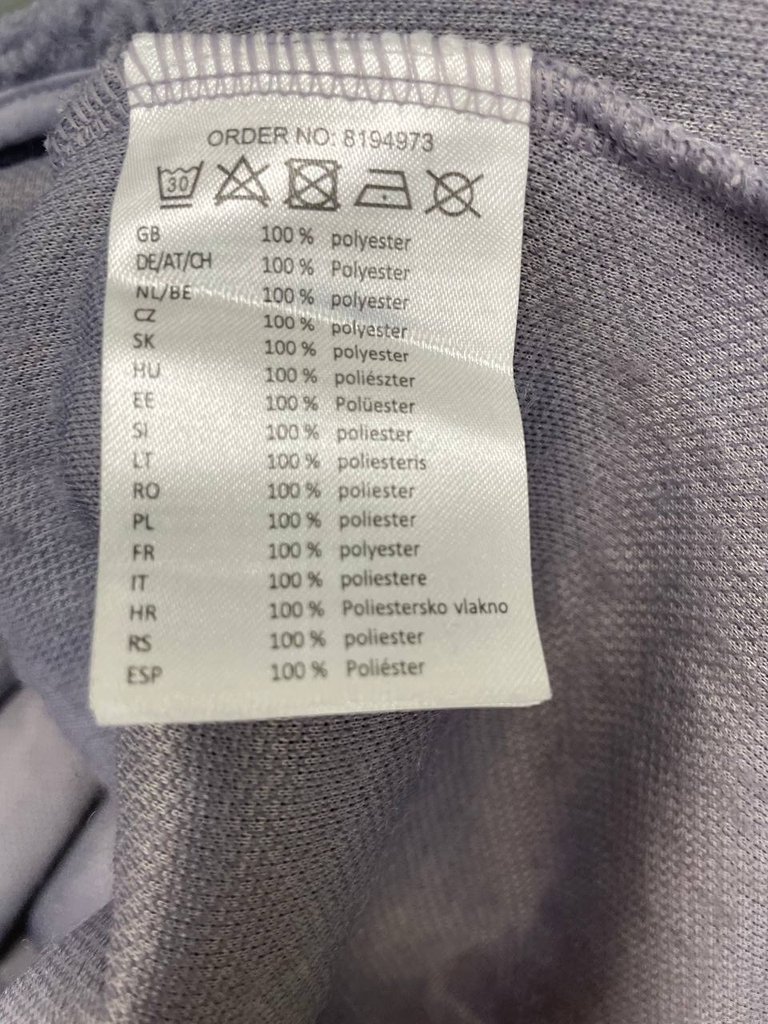 ORDER NO: 8194973
30
GB 100 % polyester
DE/AT/CH 100 % Polyester
NL/BE 100 % polyester
CZ 100 % polyester
SK 100 % polyester
HU 100 % poliészter
EE 100 % Polüester
SI 100 % poliester
LT 100 % poliesteris
RO 100 % poliester
PL 100 % poliester
FR 100 % polyester
IT 100 % poliestere
HR 100 % Poliestersko vlakno
RS 100 % poliester
ESP 100 % Poliéster